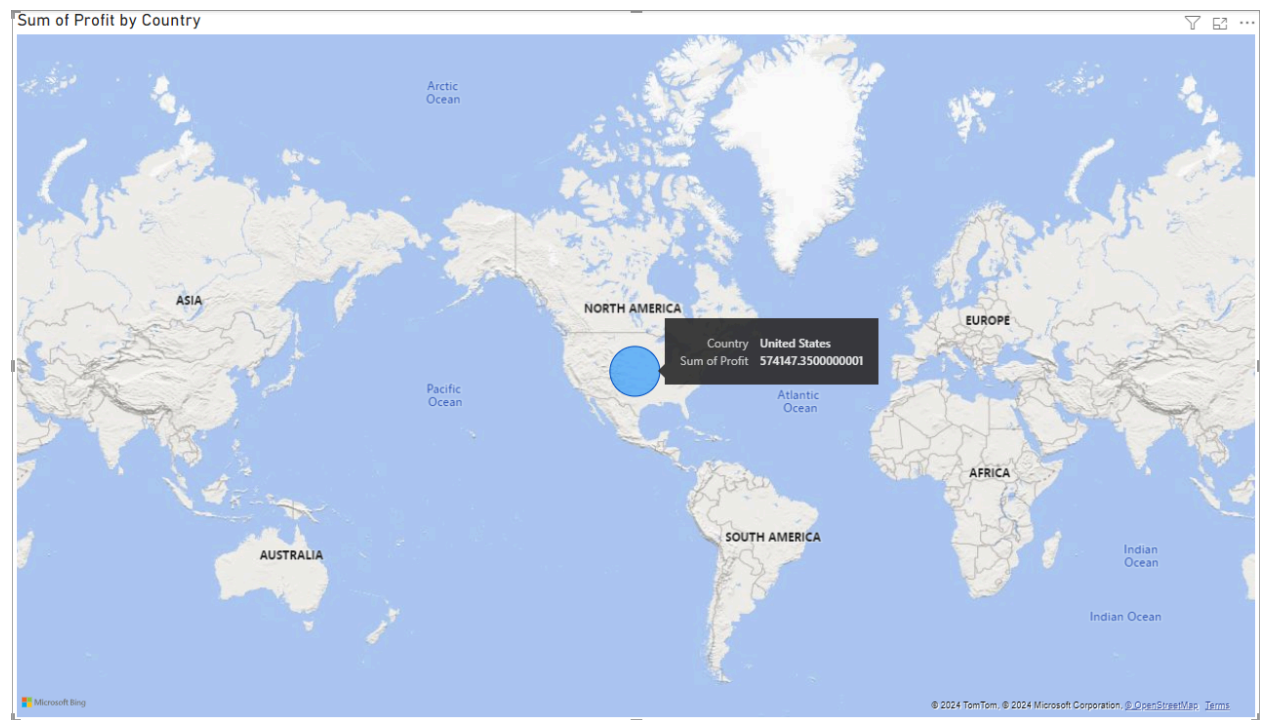 Sum of Profit by Country
Arctic
Ocean
ASIA
NORTH AMERICA
EUROPE
Country United States
Sum of Profit 574147.3500000001
Pacific
Ocean
Atlantic
Ocean
AFRICA
SOUTH AMERICA
AUSTRALIA
Indian
Ocean
Indian Ocean
Microsoft Bing
© 2024 TomTom, © 2024 Microsoft Corporation, © OpenStreetMap Terms